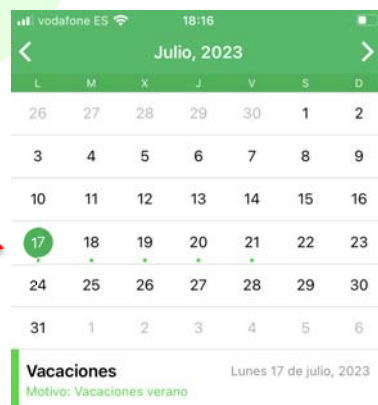 vodafone ES 18:16
Julio, 2023
L M X J V S D
26 27 28 29 30 1 2
3 4 5 6 7 8 9
10 11 12 13 14 15 16
17 18 19 20 21 22 23
24 25 26 27 28 29 30
31 1 2 3 4 5 6
Vacaciones Lunes 17 de julio, 2023
Motivo: Vacaciones verano